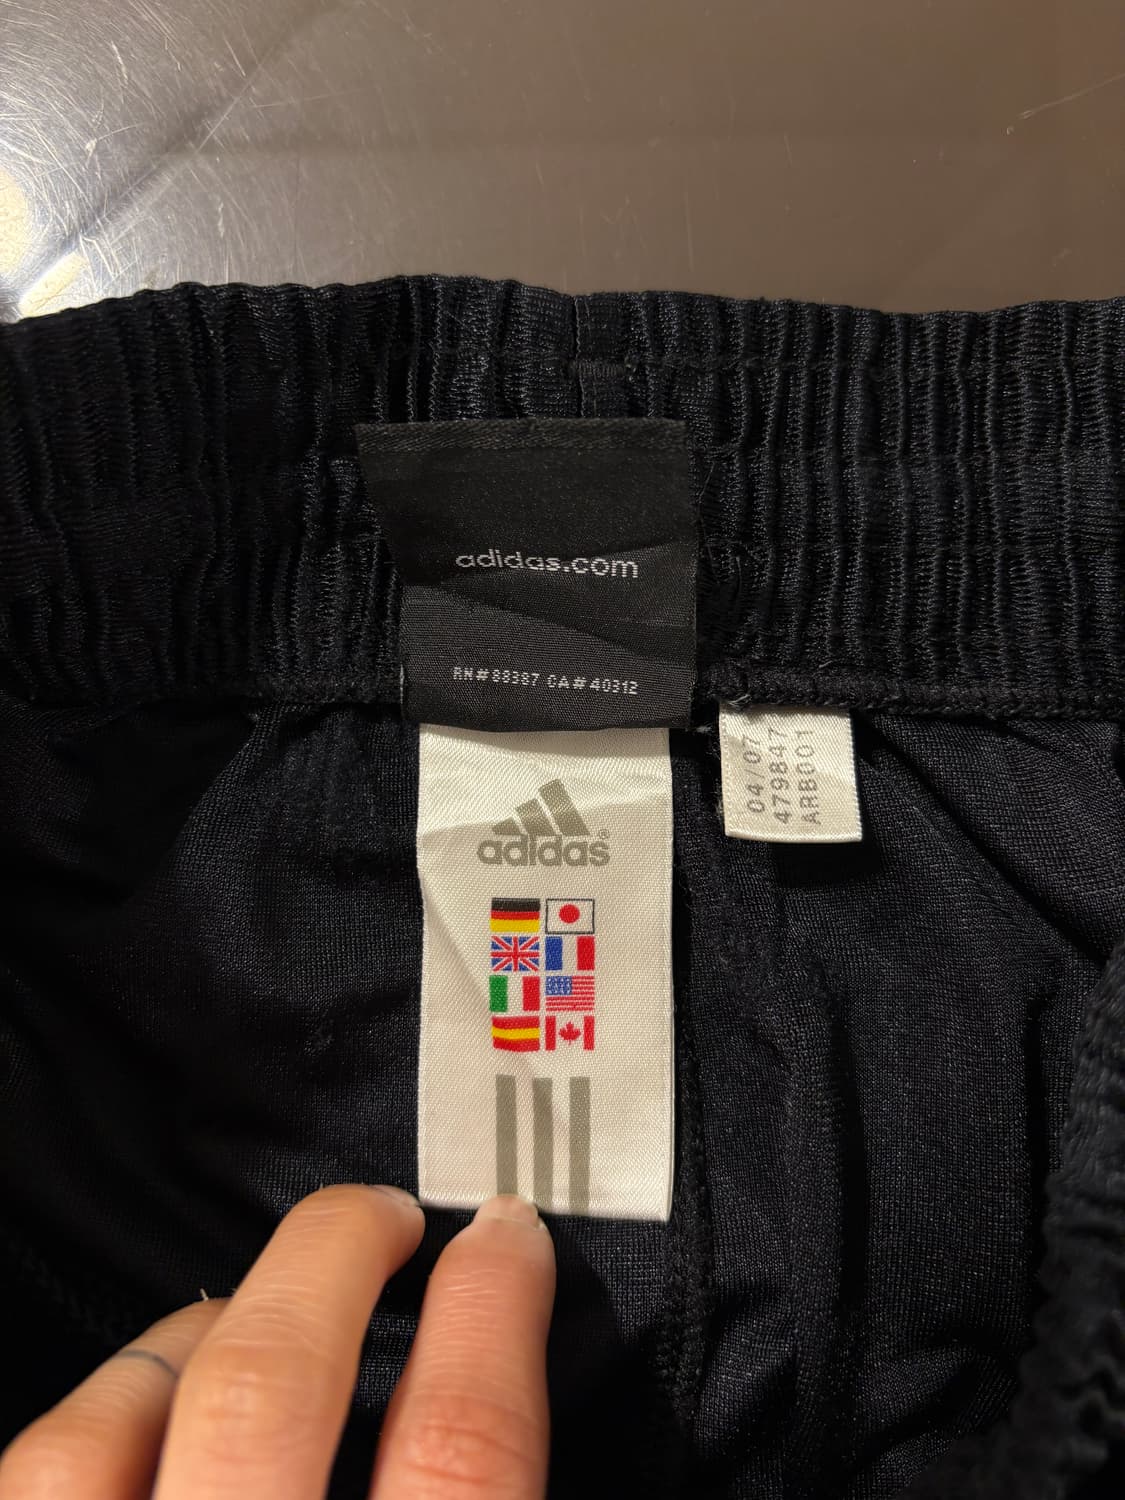 adidas.com
RN#88387 CA#40312
adidas®
04/07
479847
ARB001